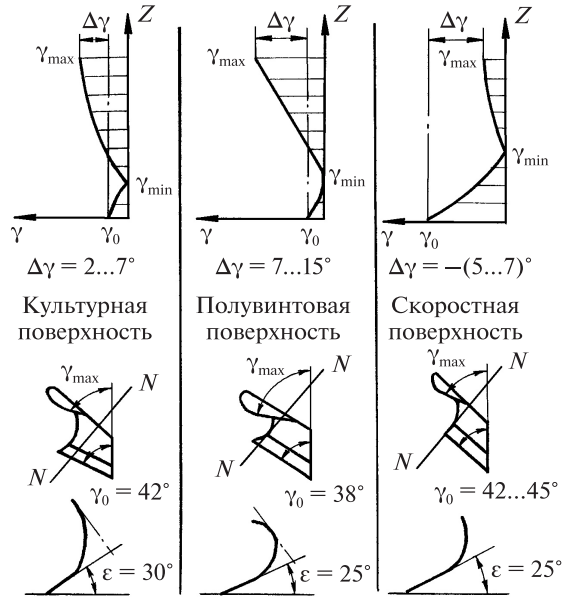 Δγ Z
γmax
γmin
γ γ0
Δγ = 2...7°
Культурная
поверхность
γmax N
N
γ0 = 42°
ε = 30°
Δγ Z
γmax
γmin
γ γ0
Δγ = 7...15°
Полувинтовая
поверхность
γmax N
N
γ0 = 38°
ε = 25°
Δγ Z
γmax
γmin
γ γ0
Δγ = −(5...7)°
Скоростная
поверхность
γmax N
N
γ0 = 42...45°
ε = 25°